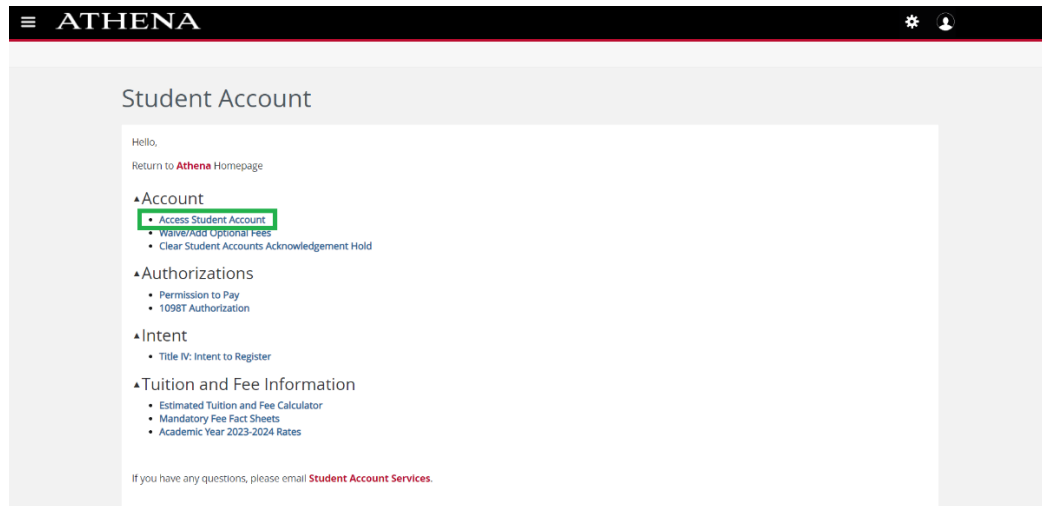 ATHENA
Student Account
Hello,
Return to Athena Homepage
Account
Access Student Account
Waive/Add Optional Fees
Clear Student Accounts Acknowledgement Hold
Authorizations
Permission to Pay
1098T Authorization
Intent
Title IV: Intent to Register
Tuition and Fee Information
Estimated Tuition and Fee Calculator
Mandatory Fee Fact Sheets
Academic Year 2023-2024 Rates
If you have any questions, please email Student Account Services.